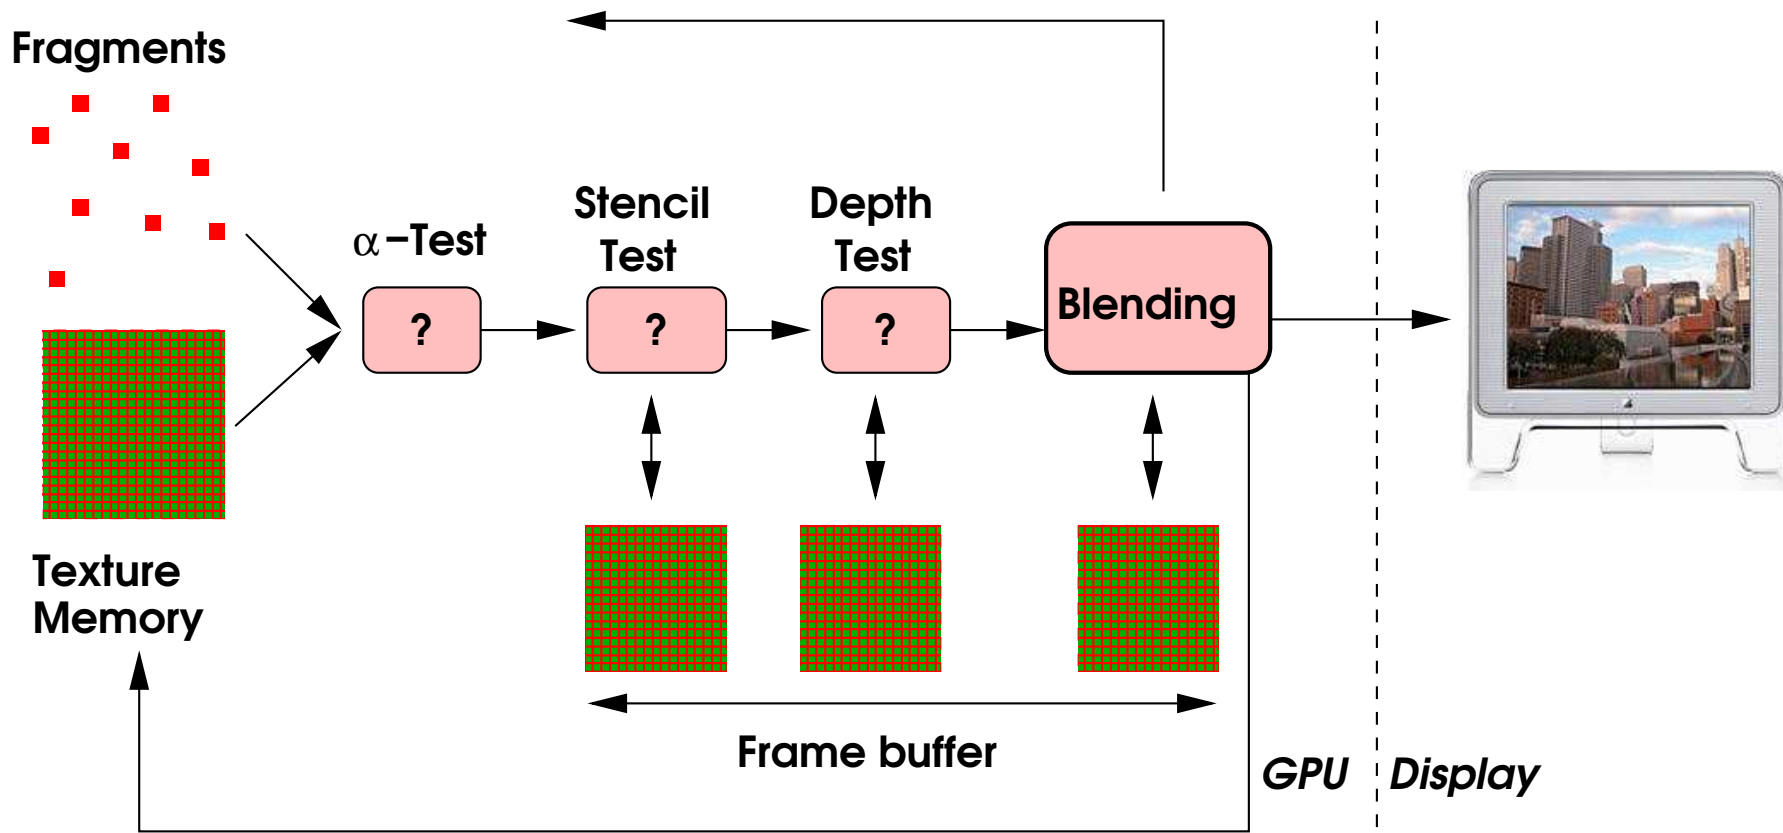 Fragments
α–Test
Stencil
Test
Depth
Test
?
?
?
Blending
Texture
Memory
Frame buffer
GPU
Display